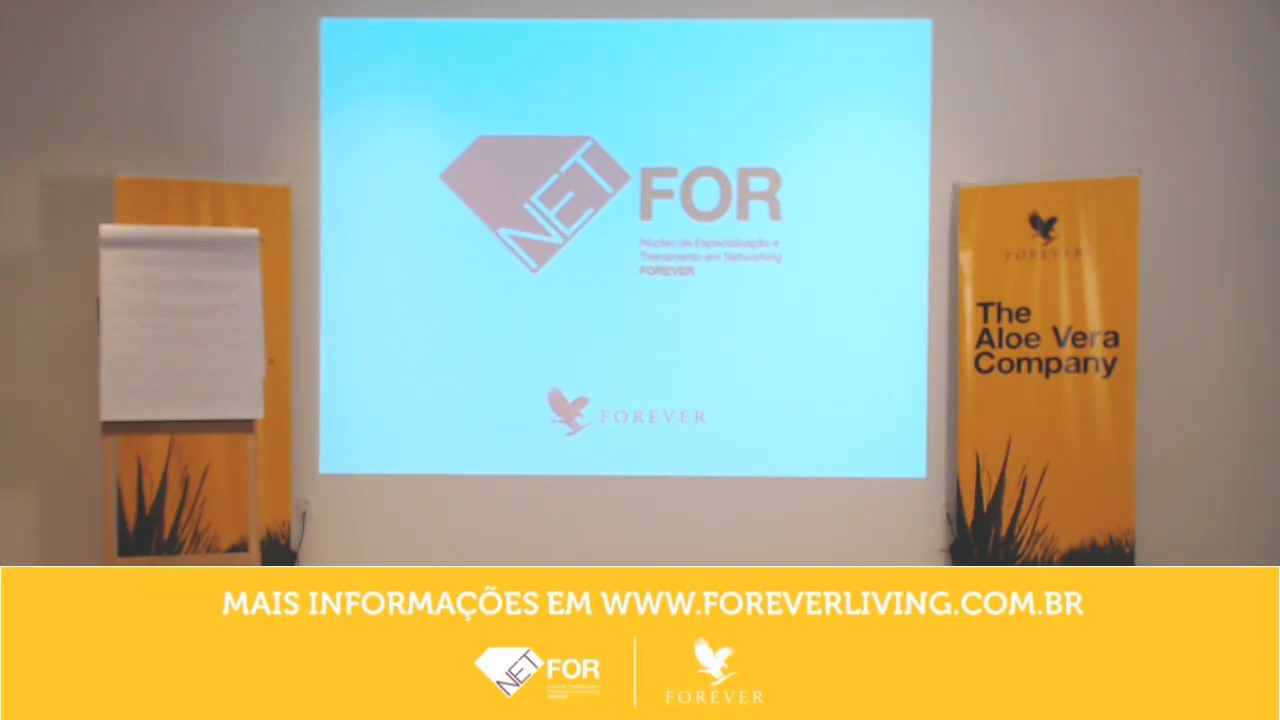 NET
FOR
Núcleo de Especialização e
Treinamento em Networking
FOREVER
FOREVER
FOREVER
The
Aloe Vera
Company
MAIS INFORMAÇÕES EM WWW.FOREVERLIVING.COM.BR
NET
FOR
FOREVER